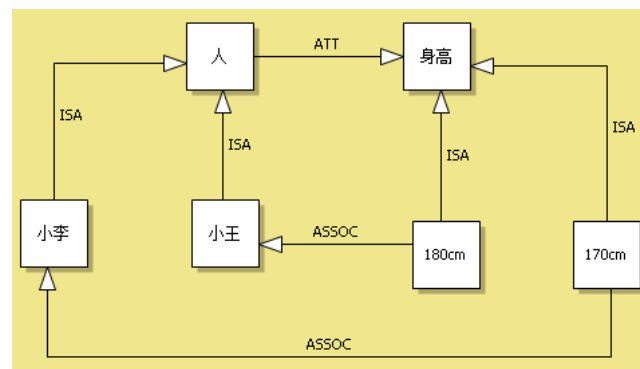 人
ATT
身高
ISA
ISA
ISA
ISA
小李
小王
ASSOC
180cm
170cm
ASSOC